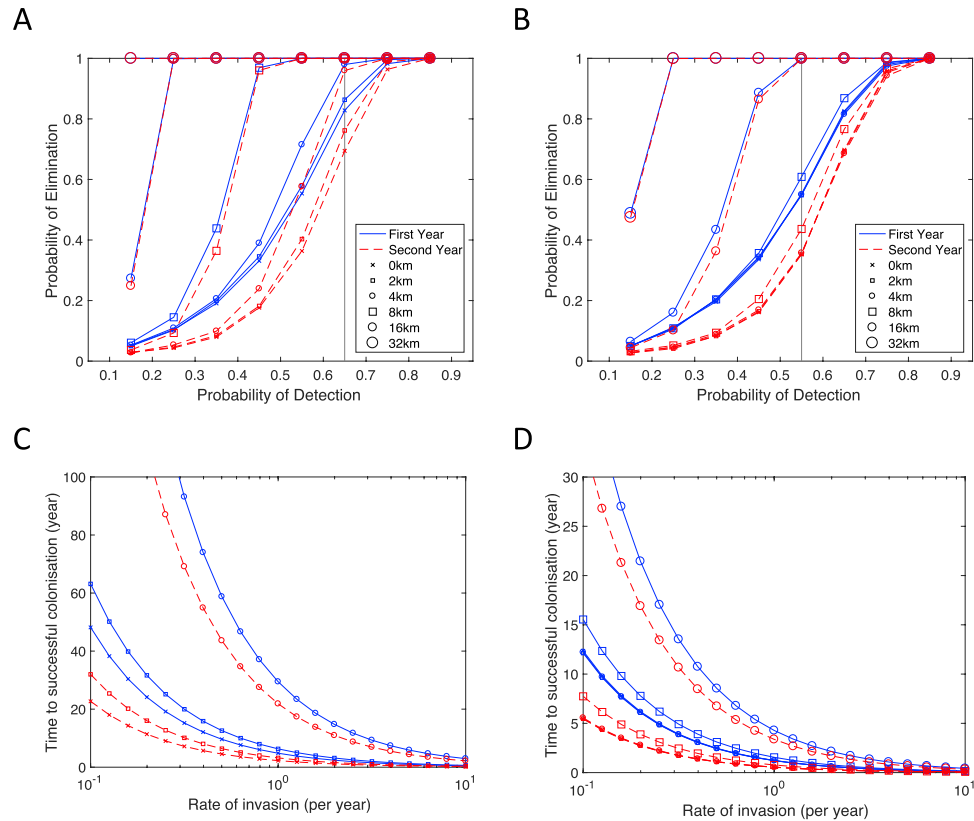 A
B
1
0.8
0.6
0.4
0.2
0
Probability of Elimination
0.1 0.2 0.3 0.4 0.5 0.6 0.7 0.8 0.9
Probability of Detection
First Year
Second Year
0km
2km
4km
8km
16km
32km
1
0.8
0.6
0.4
0.2
0
Probability of Elimination
0.1 0.2 0.3 0.4 0.5 0.6 0.7 0.8 0.9
Probability of Detection
First Year
Second Year
0km
2km
4km
8km
16km
32km
C
D
100
80
60
40
20
0
Time to successful colonisation (year)
10⁻¹ 10⁰ 10¹
Rate of invasion (per year)
30
25
20
15
10
5
0
Time to successful colonisation (year)
10⁻¹ 10⁰ 10¹
Rate of invasion (per year)